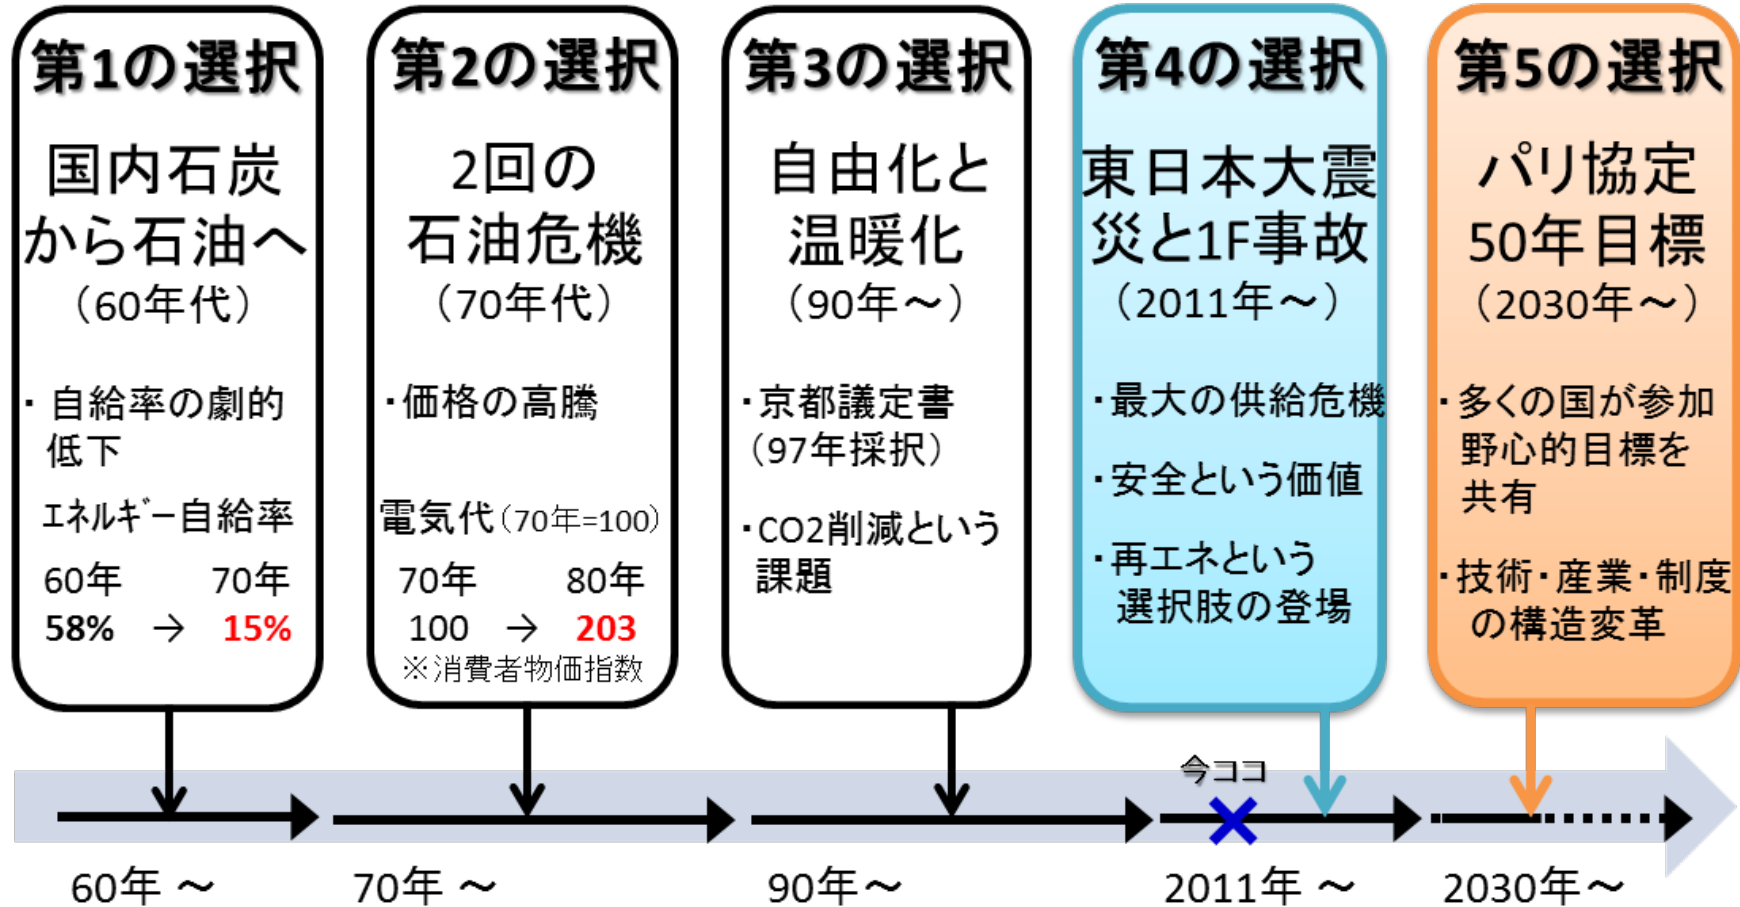 第1の選択
国内石炭
から石油へ
（60年代）
・自給率の劇的
低下
ｴﾈﾙｷﾞｰ自給率
60年 70年
58% → 15%
第2の選択
2回の
石油危機
（70年代）
・価格の高騰
電気代（70年=100）
70年 80年
100 → 203
※消費者物価指数
第3の選択
自由化と
温暖化
（90年～）
・京都議定書
（97年採択）
・CO2削減という
課題
第4の選択
東日本大震
災と1F事故
（2011年～）
・最大の供給危機
・安全という価値
・再エネという
選択肢の登場
第5の選択
パリ協定
50年目標
（2030年～）
・多くの国が参加
野心的目標を
共有
・技術・産業・制度
の構造変革
今ココ
60年 ～
70年 ～
90年～
2011年 ～
2030年～